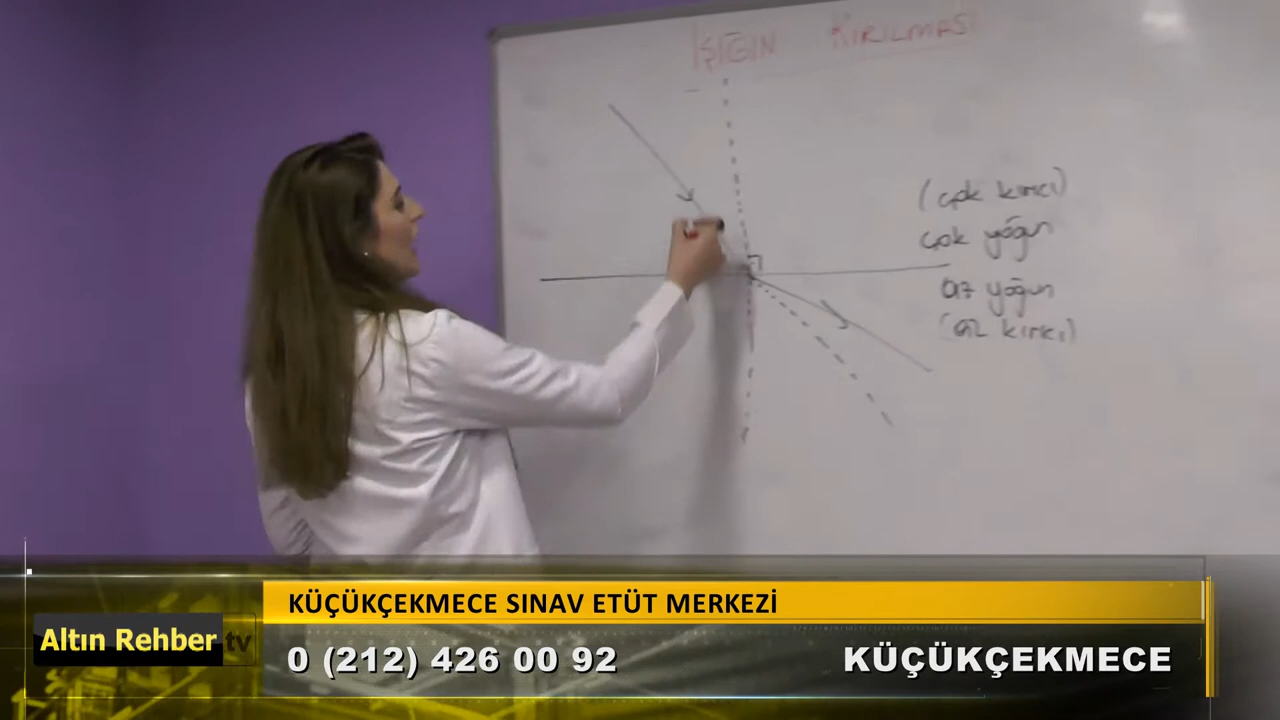 IŞIĞIN KIRILMASI
(çok kırıcı)
çok yoğun
az yoğun
(az kırıcı)
KÜÇÜKÇEKMECE SINAV ETÜT MERKEZİ
Altın Rehber tv
0 (212) 426 00 92
KÜÇÜKÇEKMECE